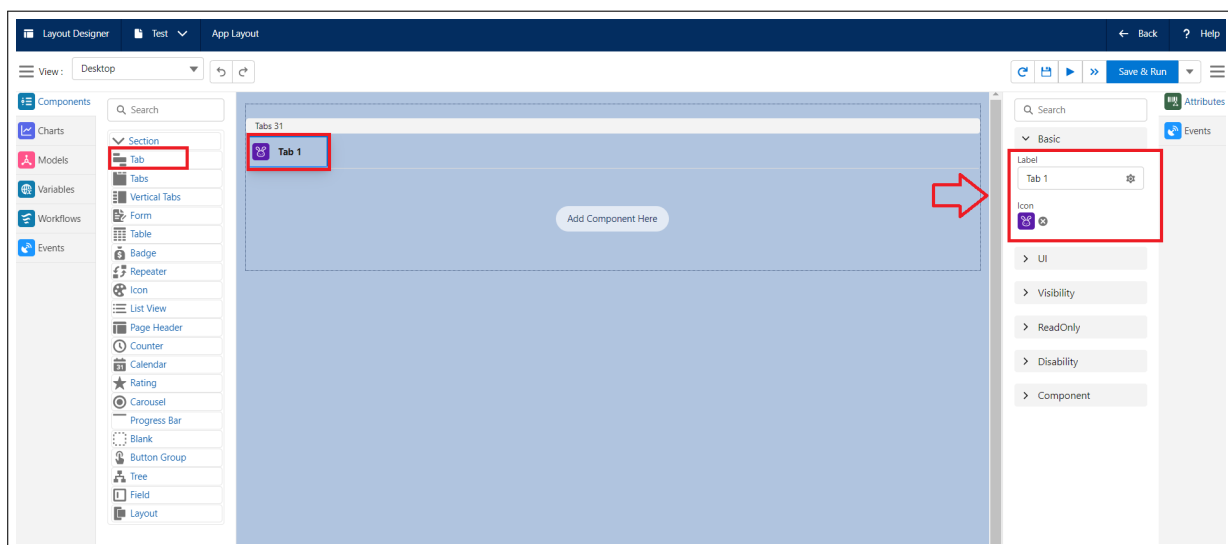 Layout Designer
Test
App Layout
Back
? Help
View :
Desktop
Save & Run
Components
Charts
Models
Variables
Workflows
Events
Search
Section
Tab
Tabs
Vertical Tabs
Form
Table
Badge
Repeater
Icon
List View
Page Header
Counter
Calendar
Rating
Carousel
Progress Bar
Blank
Button Group
Tree
Field
Layout
Tabs 31
Tab 1
Add Component Here
Search
Basic
Label
Tab 1
Icon
UI
Visibility
ReadOnly
Disability
Component
Attributes
Events